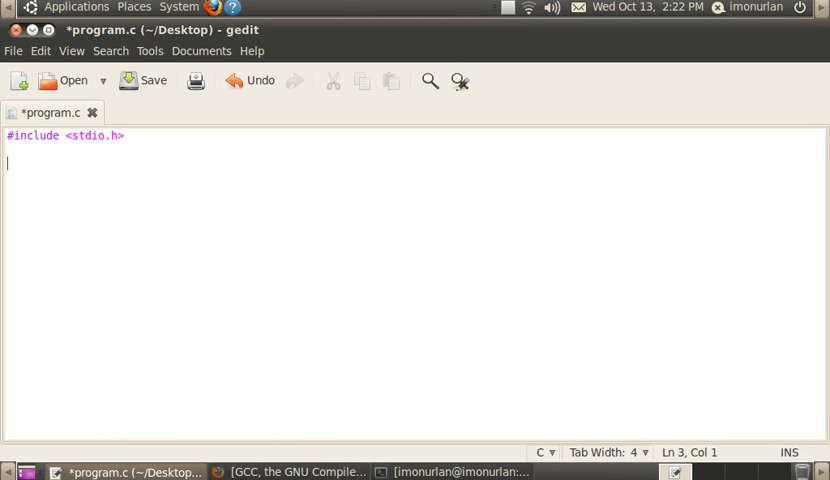 Applications Places System Wed Oct 13, 2:22 PM imonurlan
*program.c (~/Desktop) - gedit
File Edit View Search Tools Documents Help
Open Save Undo
*program.c
#include <stdio.h>
C Tab Width: 4 Ln 3, Col 1 INS
*program.c (~/Desktop... [GCC, the GNU Compile... [imonurlan@imonurlan:...